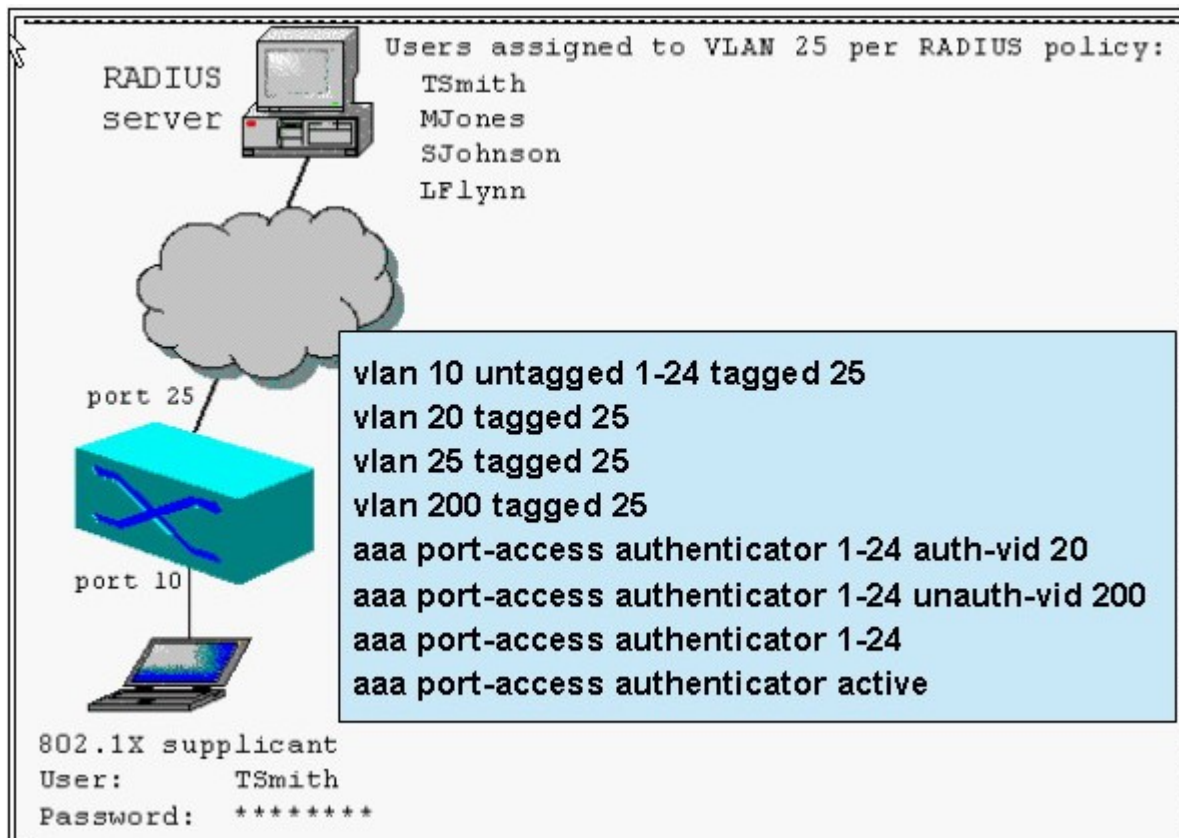 RADIUS
server
Users assigned to VLAN 25 per RADIUS policy:
TSmith
MJones
SJohnson
LFlynn
port 25
vlan 10 untagged 1-24 tagged 25
vlan 20 tagged 25
vlan 25 tagged 25
vlan 200 tagged 25
aaa port-access authenticator 1-24 auth-vid 20
aaa port-access authenticator 1-24 unauth-vid 200
aaa port-access authenticator 1-24
aaa port-access authenticator active
port 10
802.1X supplicant
User: TSmith
Password: ********